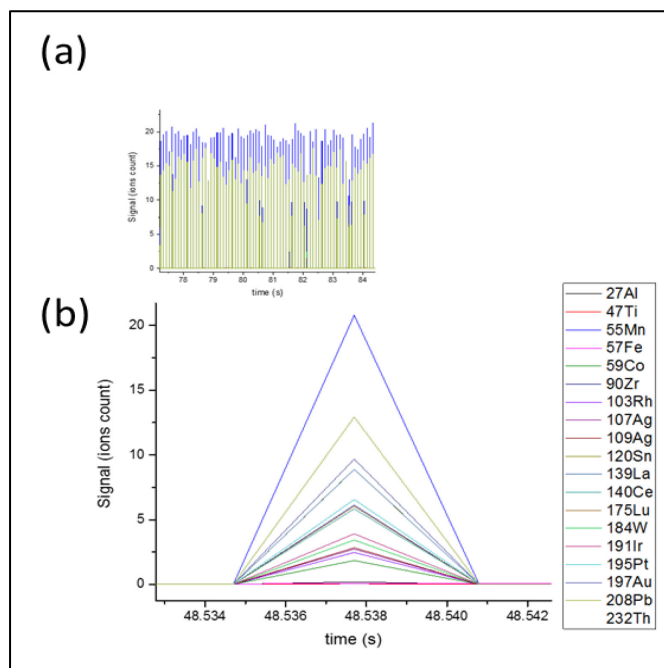 (a)
Signal (ions count)
20
15
10
5
0
78 79 80 81 82 83 84
time (s)
(b)
Signal (ions count)
20
15
10
5
0
48.534 48.536 48.538 48.540 48.542
time (s)
27Al
47Ti
55Mn
57Fe
59Co
90Zr
103Rh
107Ag
109Ag
120Sn
139La
140Ce
175Lu
184W
191Ir
195Pt
197Au
208Pb
232Th